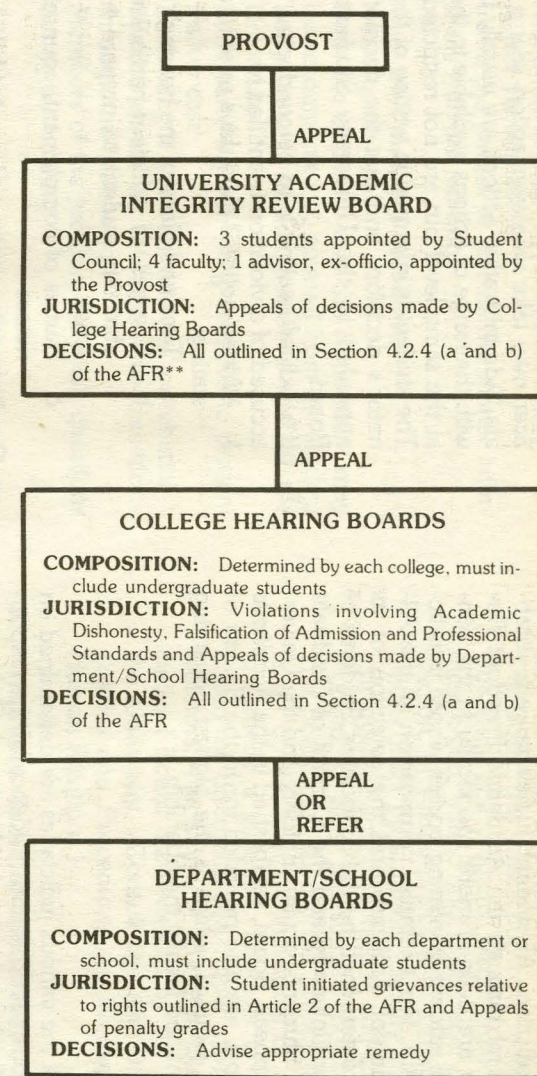 PROVOST
APPEAL
UNIVERSITY ACADEMIC
INTEGRITY REVIEW BOARD
COMPOSITION: 3 students appointed by Student
Council; 4 faculty; 1 advisor, ex-officio, appointed by
the Provost
JURISDICTION: Appeals of decisions made by Col-
lege Hearing Boards
DECISIONS: All outlined in Section 4.2.4 (a and b)
of the AFR**
APPEAL
COLLEGE HEARING BOARDS
COMPOSITION: Determined by each college, must in-
clude undergraduate students
JURISDICTION: Violations involving Academic
Dishonesty, Falsification of Admission and Professional
Standards and Appeals of decisions made by Depart-
ment/School Hearing Boards
DECISIONS: All outlined in Section 4.2.4 (a and b)
of the AFR
APPEAL
OR
REFER
DEPARTMENT/SCHOOL
HEARING BOARDS
COMPOSITION: Determined by each department or
school, must include undergraduate students
JURISDICTION: Student initiated grievances relative
to rights outlined in Article 2 of the AFR and Appeals
of penalty grades
DECISIONS: Advise appropriate remedy